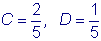 C = 2/5, D = 1/5